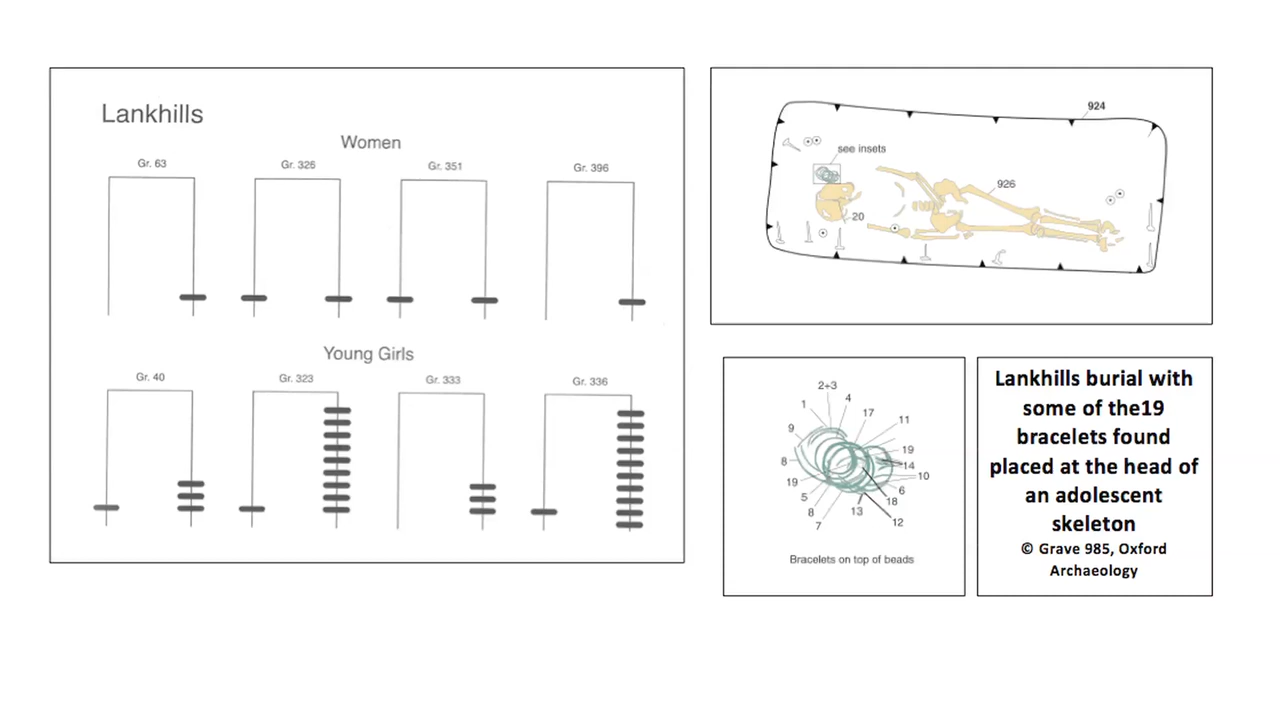 Lankhills
Women
Gr. 63
Gr. 326
Gr. 351
Gr. 396
Young Girls
Gr. 40
Gr. 323
Gr. 333
Gr. 336
924
see insets
926
20
2+3
1
4
17
11
9
8
19
14
19
10
5
6
8
18
13
7
12
Bracelets on top of beads
Lankhills burial with
some of the19
bracelets found
placed at the head of
an adolescent
skeleton
© Grave 985, Oxford
Archaeology